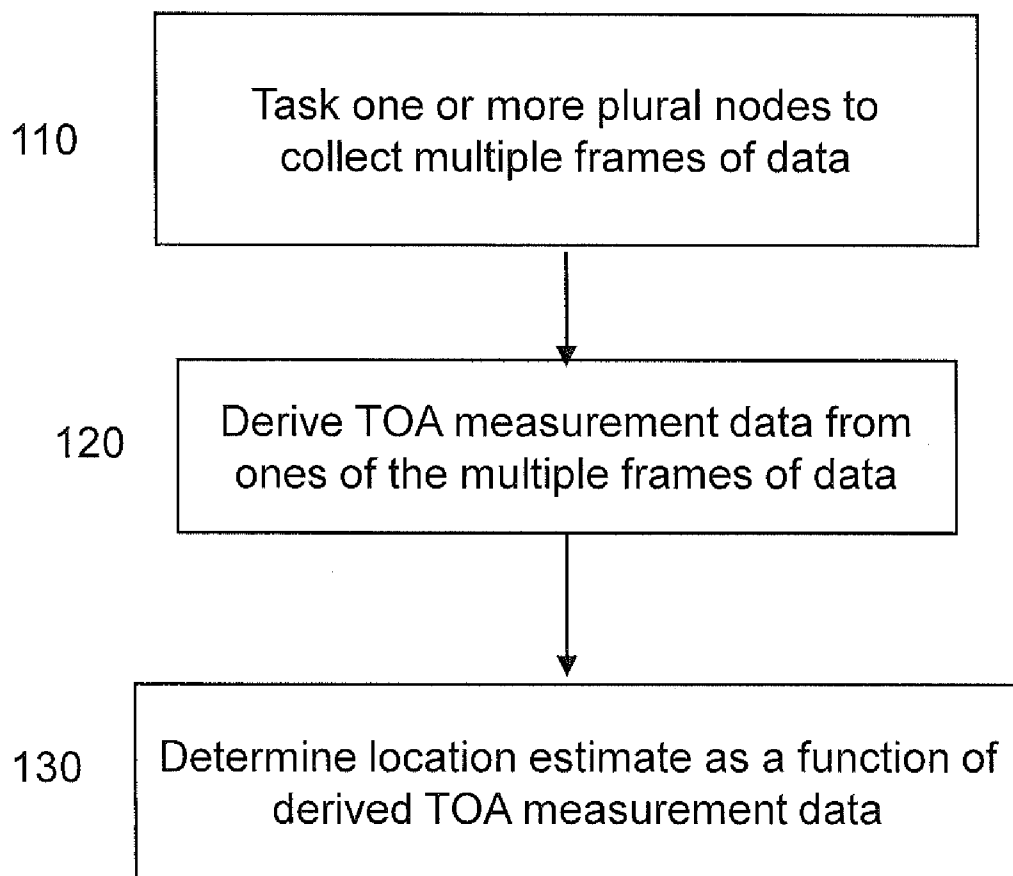 110
Task one or more plural nodes to
collect multiple frames of data
120
Derive TOA measurement data from
ones of the multiple frames of data
130
Determine location estimate as a function of
derived TOA measurement data